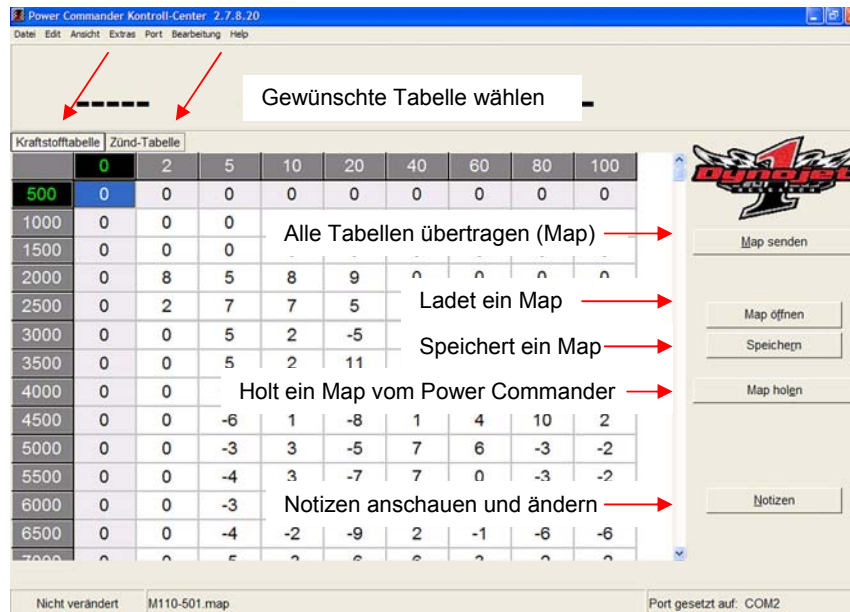 Power Commander Kontroll-Center 2.7.8.20
Datei Edit Ansicht Extras Port Bearbeitung Help
Gewünschte Tabelle wählen
Kraftstofftabelle Zünd-Tabelle
0 2 5 10 20 40 60 80 100
500 0 0 0 0 0 0 0 0 0
Dynojet
RESEARCH
1000 0 0 0
Alle Tabellen übertragen (Map)
Map senden
1500 0 0 0
2000 0 8 5 8 9 0 0 0 0
2500 0 2 7 7 5
Ladet ein Map
Map öffnen
3000 0 0 5 2 -5
Speichert ein Map
Speichern
3500 0 0 5 2 11
4000 0 0
Holt ein Map vom Power Commander
Map holen
4500 0 0 -6 1 -8 1 4 10 2
5000 0 0 -3 3 -5 7 6 -3 -2
5500 0 0 -4 3 -7 7 0 -3 -2
6000 0 0 -3
Notizen anschauen und ändern
Notizen
6500 0 0 -4 -2 -9 2 -1 -6 -6
7000 0 0
Nicht verändert M110-501.map Port gesetzt auf: COM2